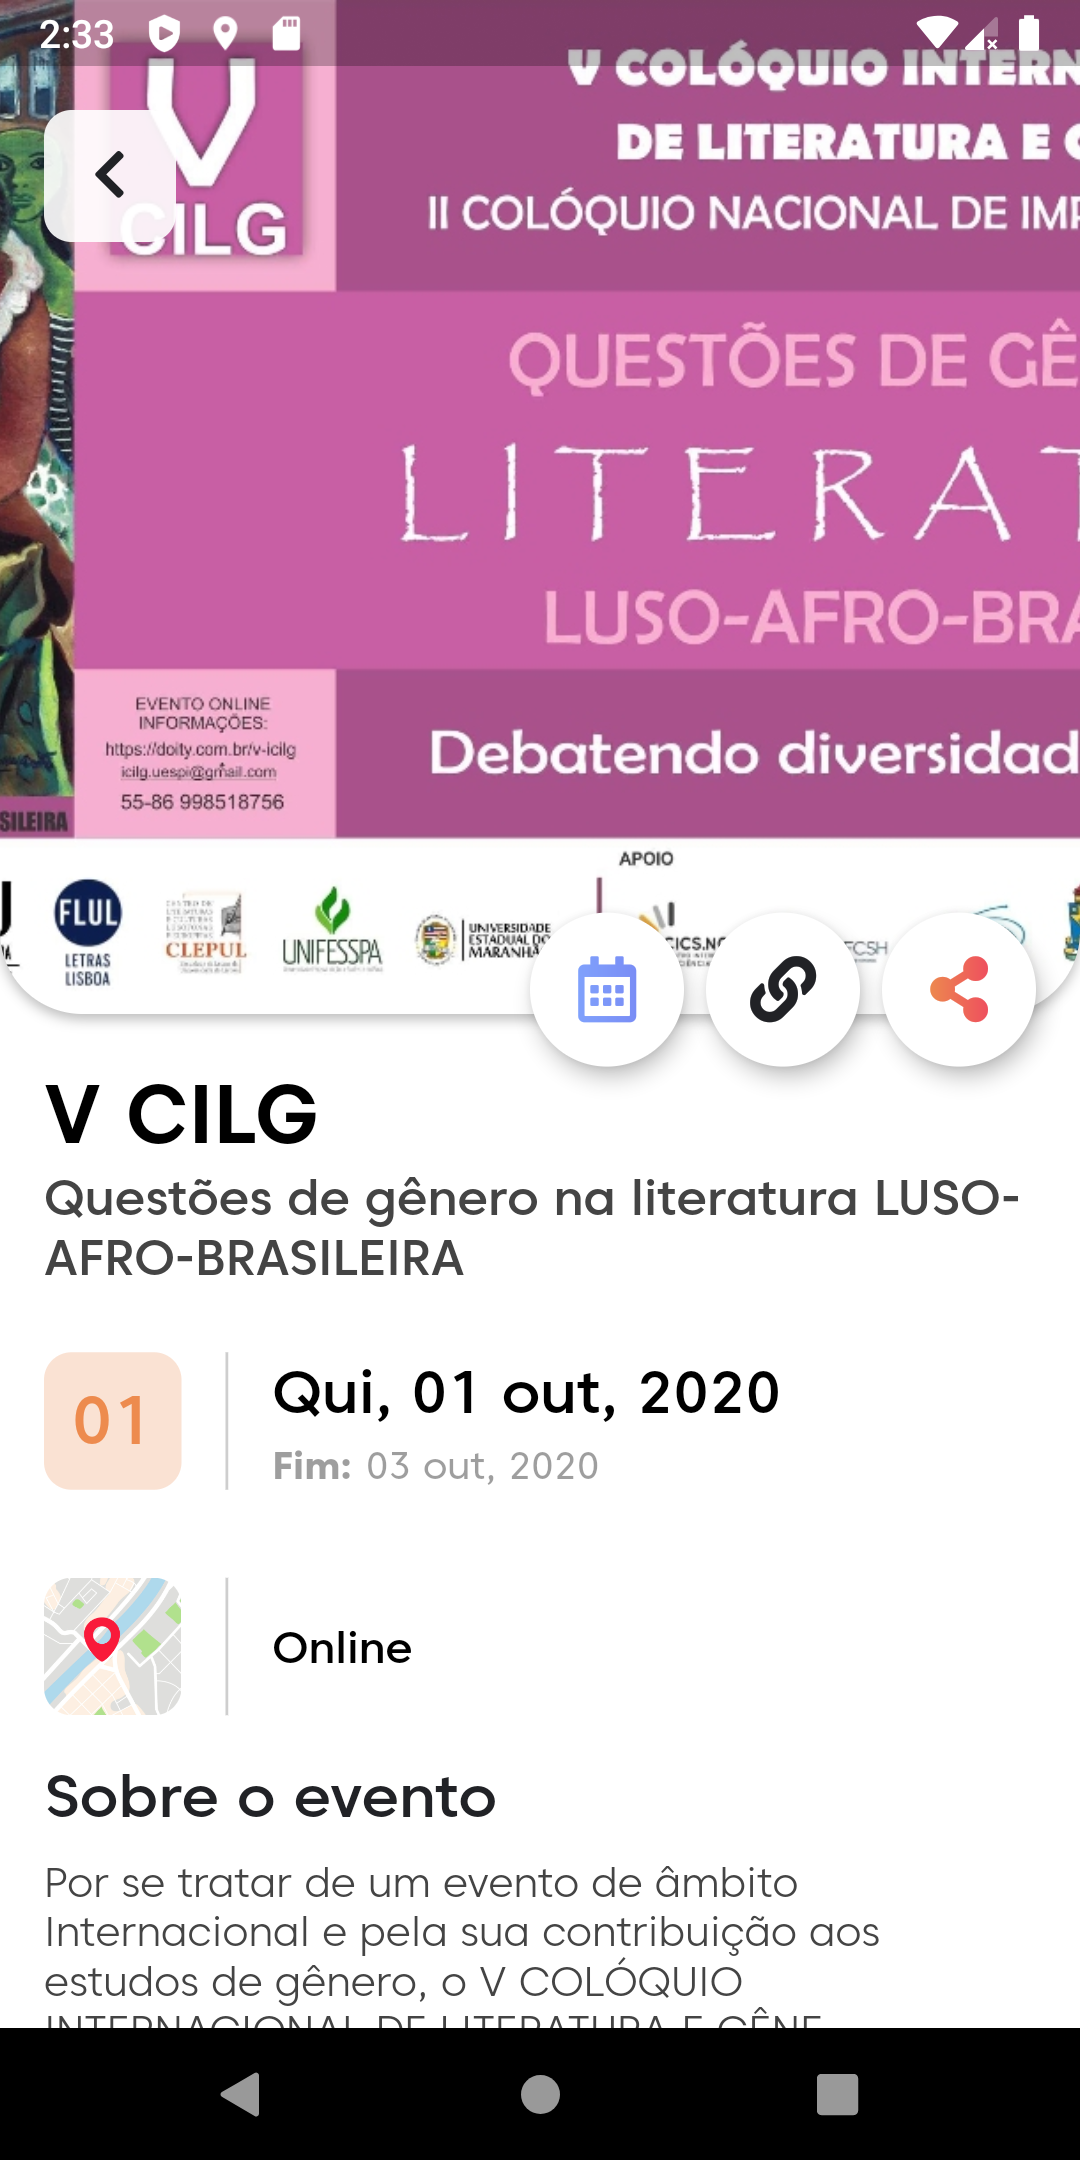 2:33
V COLÓQUIO INTERN
DE LITERATURA E
II COLÓQUIO NACIONAL DE IMP
V
CILG
QUESTÕES DE GÊ
LITERAT
LUSO-AFRO-BRA
EVENTO ONLINE
INFORMAÇÕES:
https://doity.com.br/v-icilg
icilg.uespi@gmail.com
55-86 998518756
Debatendo diversidad
SILEIRA
APOIO
FLUL
LETRAS
LISBOA
CLEPUL
UNIFESSPA
UNIVERSIDADE
ESTADUAL DO
MARANHÃ
CICS.NO
FCSH
V CILG
Questões de gênero na literatura LUSO-
AFRO-BRASILEIRA
01
Qui, 01 out, 2020
Fim: 03 out, 2020
Online
Sobre o evento
Por se tratar de um evento de âmbito
Internacional e pela sua contribuição aos
estudos de gênero, o V COLÓQUIO
INTERNACIONAL DE LITERATURA E GÊNE